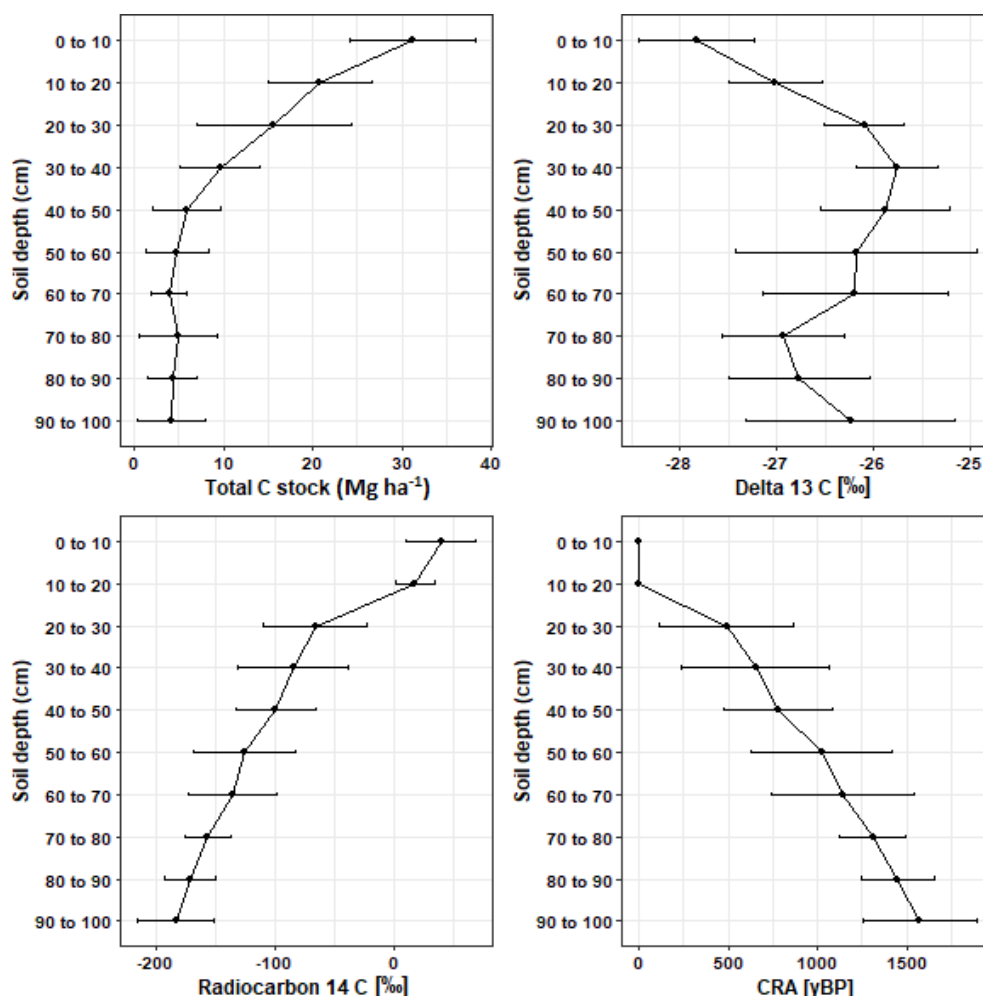 0 to 10
10 to 20
20 to 30
30 to 40
40 to 50
50 to 60
60 to 70
70 to 80
80 to 90
90 to 100
Soil depth (cm)
0 10 20 30 40
Total C stock (Mg ha⁻¹)
0 to 10
10 to 20
20 to 30
30 to 40
40 to 50
50 to 60
60 to 70
70 to 80
80 to 90
90 to 100
Soil depth (cm)
-28 -27 -26 -25
Delta 13 C [‰]
0 to 10
10 to 20
20 to 30
30 to 40
40 to 50
50 to 60
60 to 70
70 to 80
80 to 90
90 to 100
Soil depth (cm)
-200 -100 0
Radiocarbon 14 C [‰]
0 to 10
10 to 20
20 to 30
30 to 40
40 to 50
50 to 60
60 to 70
70 to 80
80 to 90
90 to 100
Soil depth (cm)
0 500 1000 1500
CRA [yBP]